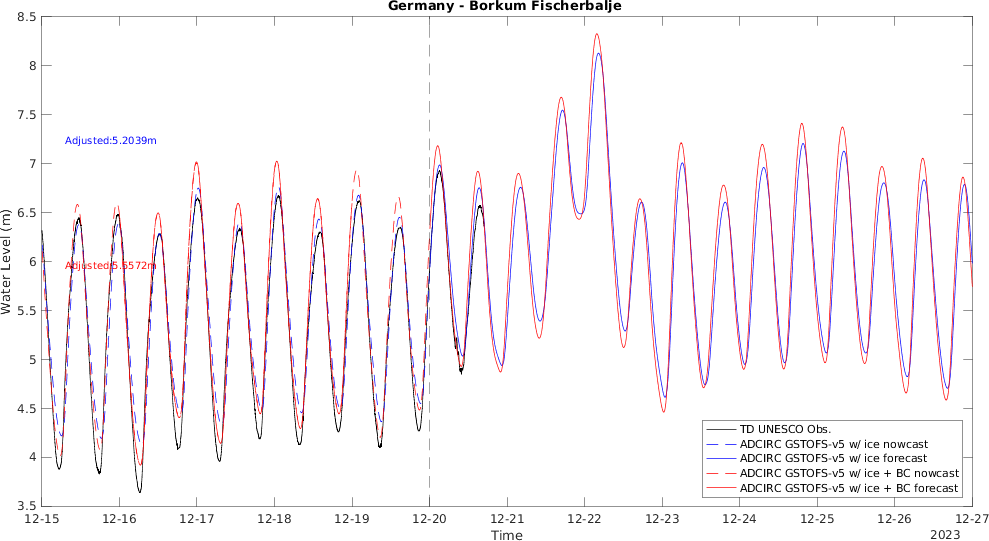 Germany - Borkum Fischerbalje
8.5
8
7.5
7
6.5
6
5.5
5
4.5
4
3.5
Water Level (m)
Adjusted:5.2039m
Adjusted:5.6572m
TD UNESCO Obs.
ADCIRC GSTOFS-v5 w/ ice nowcast
ADCIRC GSTOFS-v5 w/ ice forecast
ADCIRC GSTOFS-v5 w/ ice + BC nowcast
ADCIRC GSTOFS-v5 w/ ice + BC forecast
12-15 12-16 12-17 12-18 12-19 12-20 12-21 12-22 12-23 12-24 12-25 12-26 12-27
Time 2023